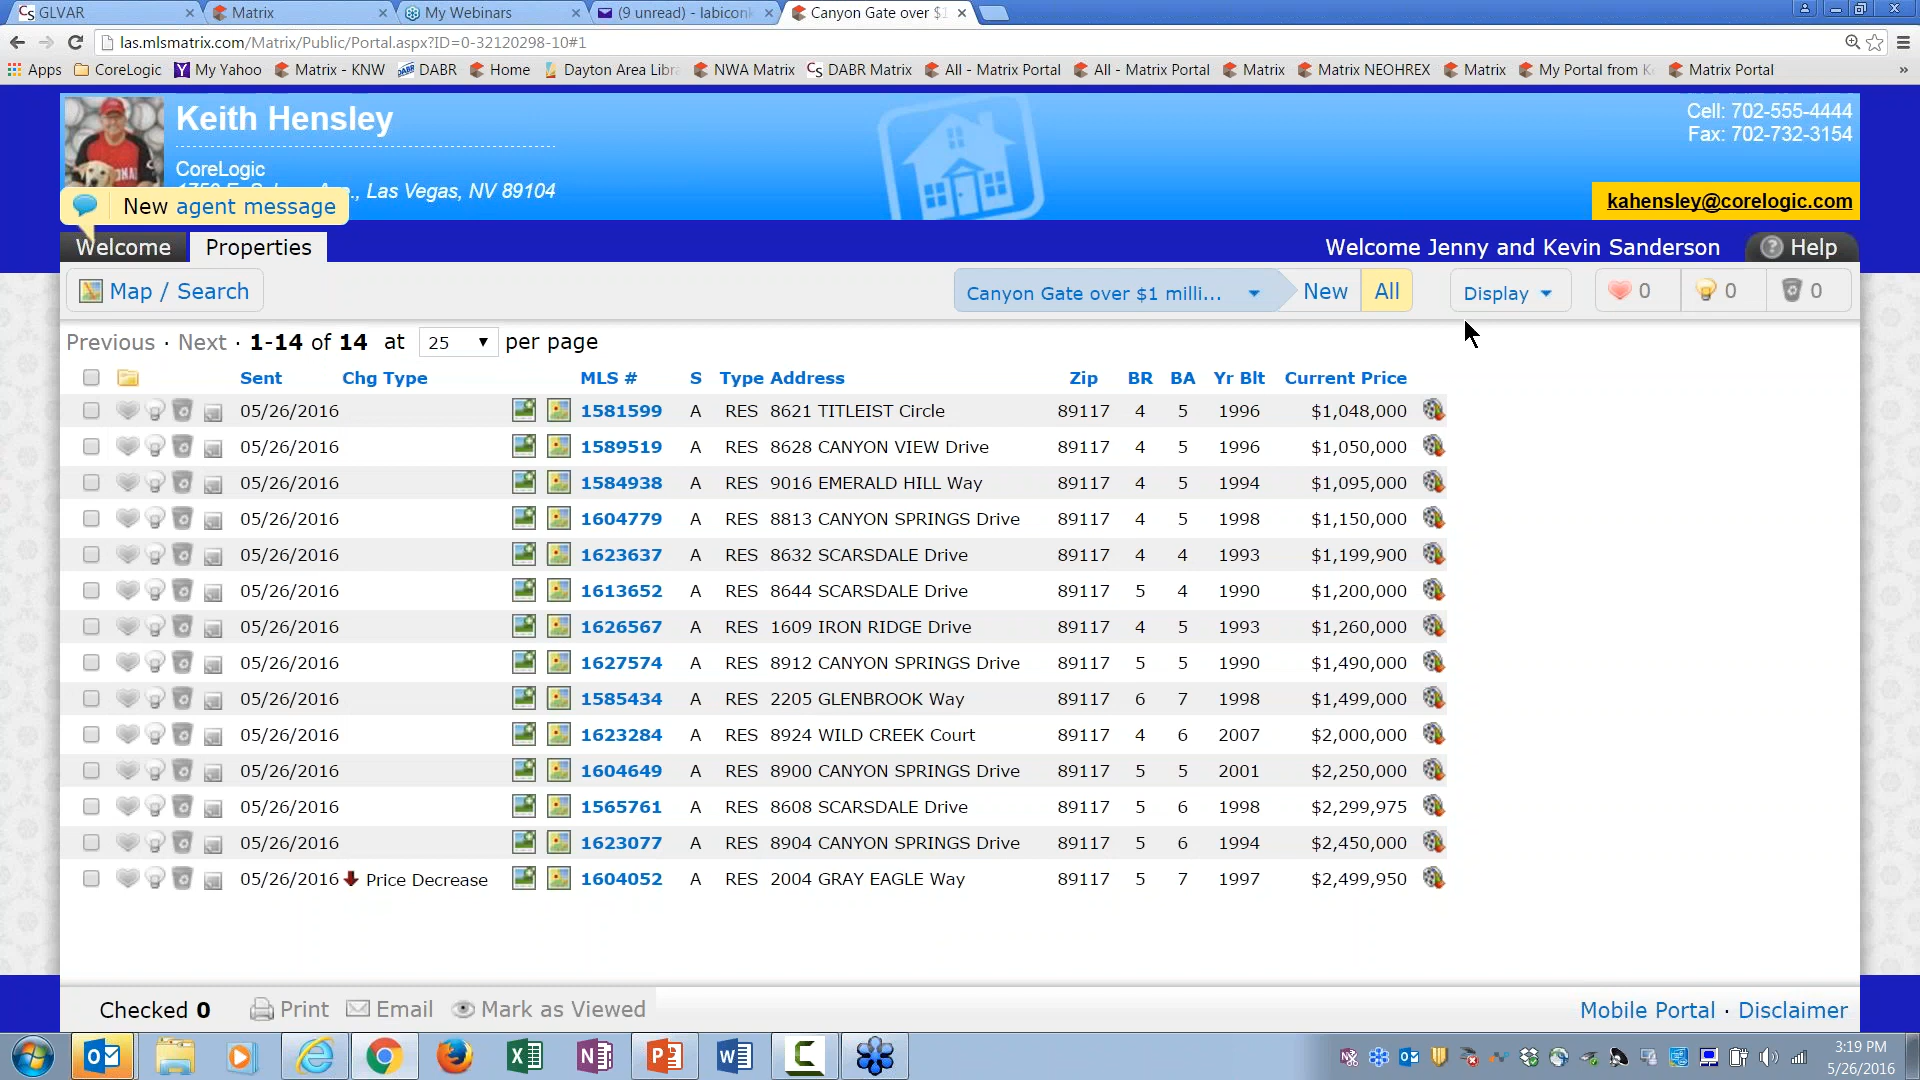 GLVAR
Matrix
My Webinars
(9 unread) - labiconk
Canyon Gate over $1
las.mlsmatrix.com/Matrix/Public/Portal.aspx?ID=0-32120298-10#1
Apps CoreLogic My Yahoo Matrix - KNW DABR Home Dayton Area Libra NWA Matrix DABR Matrix All - Matrix Portal All - Matrix Portal Matrix Matrix NEOHREX Matrix My Portal from K Matrix Portal »
Keith Hensley
CoreLogic
Las Vegas, NV 89104
Cell: 702-555-4444
Fax: 702-732-3154
kahensley@corelogic.com
New agent message
Welcome Properties Welcome Jenny and Kevin Sanderson ? Help
Map / Search Canyon Gate over $1 milli... New All Display 0 0 0
Previous · Next · 1-14 of 14 at 25 per page
Sent Chg Type MLS # S Type Address Zip BR BA Yr Blt Current Price
05/26/2016 1581599 A RES 8621 TITLEIST Circle 89117 4 5 1996 $1,048,000
05/26/2016 1589519 A RES 8628 CANYON VIEW Drive 89117 4 5 1996 $1,050,000
05/26/2016 1584938 A RES 9016 EMERALD HILL Way 89117 4 5 1994 $1,095,000
05/26/2016 1604779 A RES 8813 CANYON SPRINGS Drive 89117 4 5 1998 $1,150,000
05/26/2016 1623637 A RES 8632 SCARSDALE Drive 89117 4 4 1993 $1,199,900
05/26/2016 1613652 A RES 8644 SCARSDALE Drive 89117 5 4 1990 $1,200,000
05/26/2016 1626567 A RES 1609 IRON RIDGE Drive 89117 4 5 1993 $1,260,000
05/26/2016 1627574 A RES 8912 CANYON SPRINGS Drive 89117 5 5 1990 $1,490,000
05/26/2016 1585434 A RES 2205 GLENBROOK Way 89117 6 7 1998 $1,499,000
05/26/2016 1623284 A RES 8924 WILD CREEK Court 89117 4 6 2007 $2,000,000
05/26/2016 1604649 A RES 8900 CANYON SPRINGS Drive 89117 5 5 2001 $2,250,000
05/26/2016 1565761 A RES 8608 SCARSDALE Drive 89117 5 6 1998 $2,299,975
05/26/2016 1623077 A RES 8904 CANYON SPRINGS Drive 89117 5 6 1994 $2,450,000
05/26/2016 Price Decrease 1604052 A RES 2004 GRAY EAGLE Way 89117 5 7 1997 $2,499,950
Checked 0 Print Email Mark as Viewed Mobile Portal · Disclaimer
3:19 PM
5/26/2016